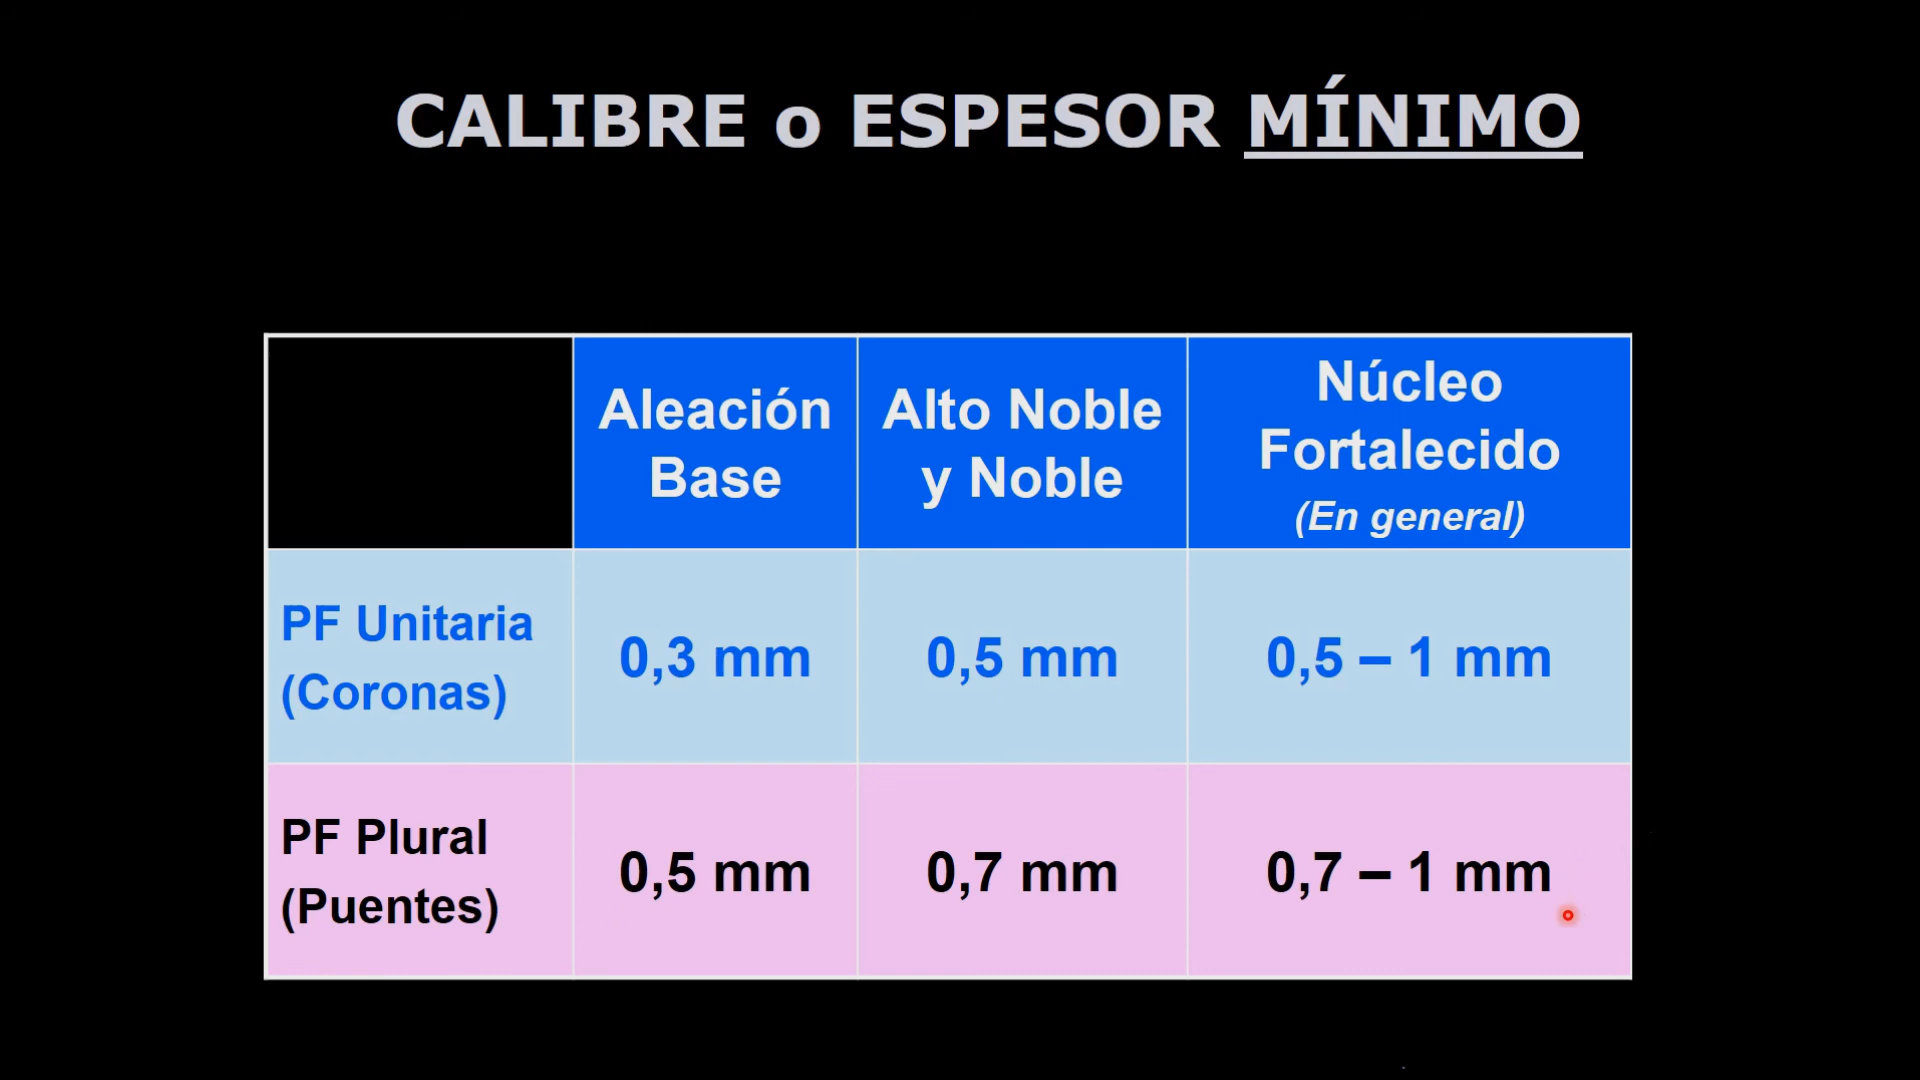 CALIBRE o ESPESOR MÍNIMO
Aleación
Base
Alto Noble
y Noble
Núcleo
Fortalecido
(En general)
PF Unitaria
(Coronas)
0,3 mm
0,5 mm
0,5 – 1 mm
PF Plural
(Puentes)
0,5 mm
0,7 mm
0,7 – 1 mm